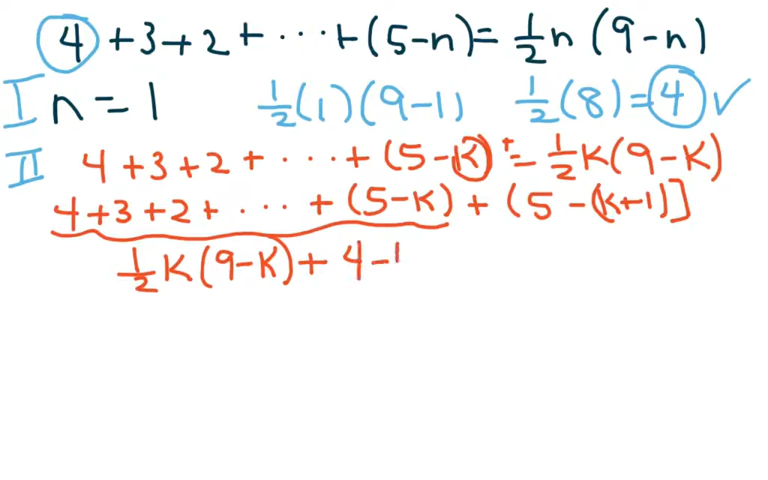 4 + 3 + 2 + ··· + (5 - n) = ½n (9 - n)
I n = 1 ½(1)(9 - 1) ½(8) = 4 ✓
II 4 + 3 + 2 + ··· + (5 - K) = ½K(9 - K)
4 + 3 + 2 + ··· + (5 - K) + (5 - (K+1)]
½K(9 - K) + 4 -